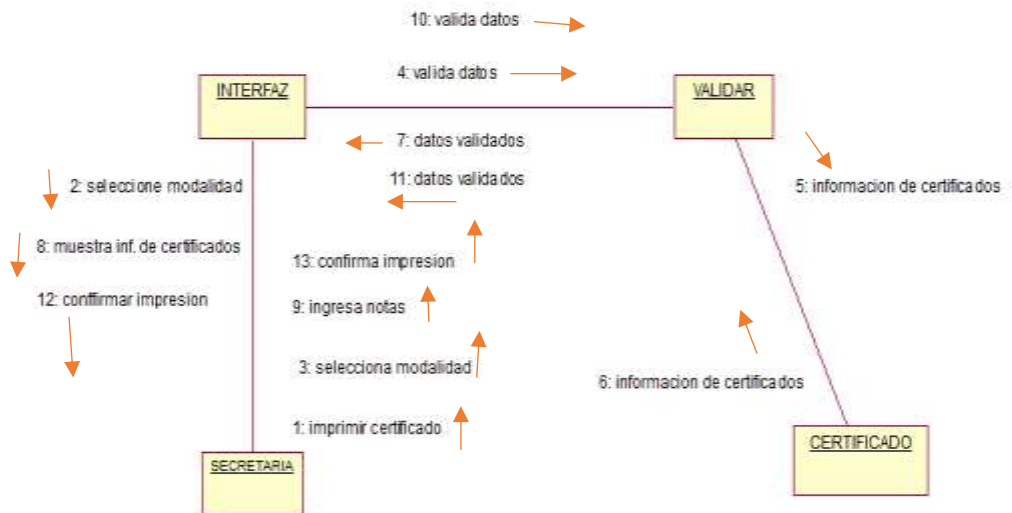 10: valida datos
4: valida datos
INTERFAZ
VALIDAR
7: datos validados
11: datos validados
2: seleccione modalidad
5: informacion de certificados
8: muestra inf. de certificados
13: confirma impresion
12: conffirmar impresion
9: ingresa notas
3: selecciona modalidad
6: informacion de certificados
1: imprimir certificado
CERTIFICADO
SECRETARIA